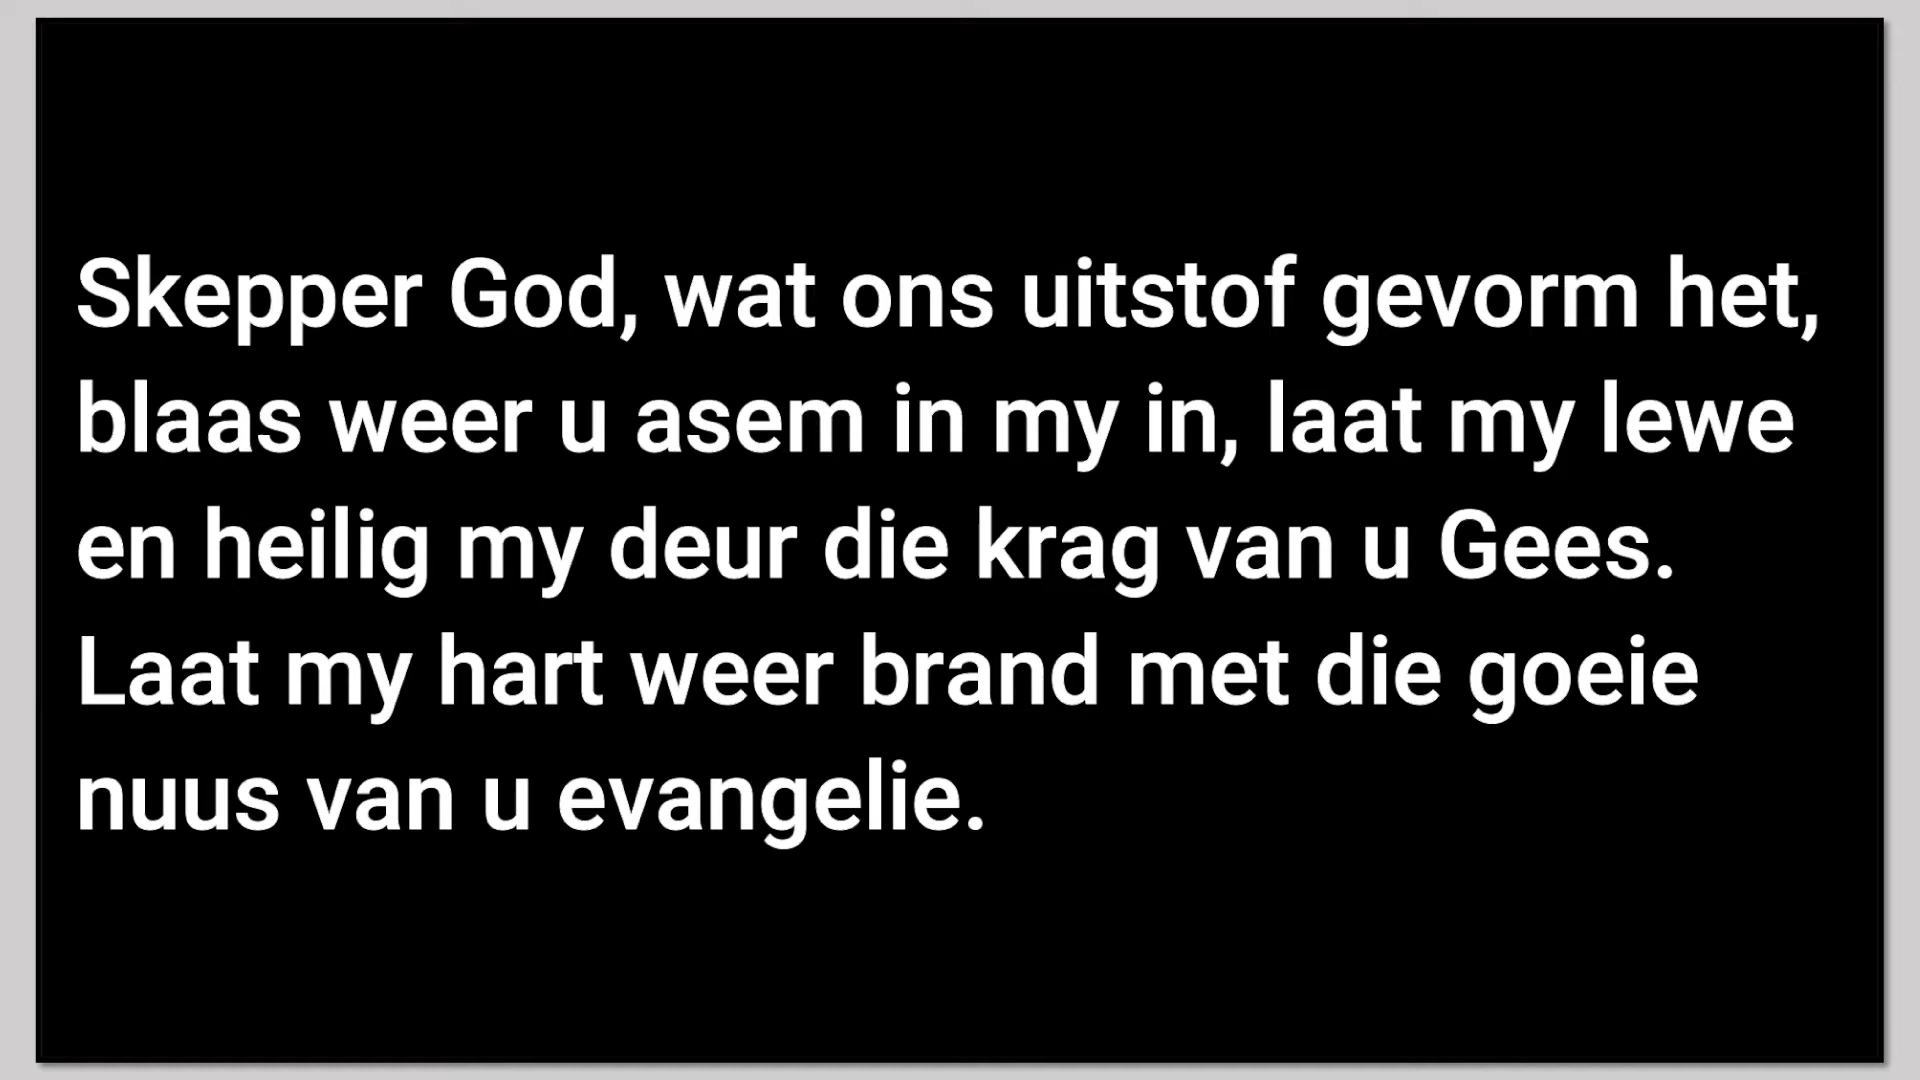 Skepper God, wat ons uitstof gevorm het,
blaas weer u asem in my in, laat my lewe
en heilig my deur die krag van u Gees.
Laat my hart weer brand met die goeie
nuus van u evangelie.